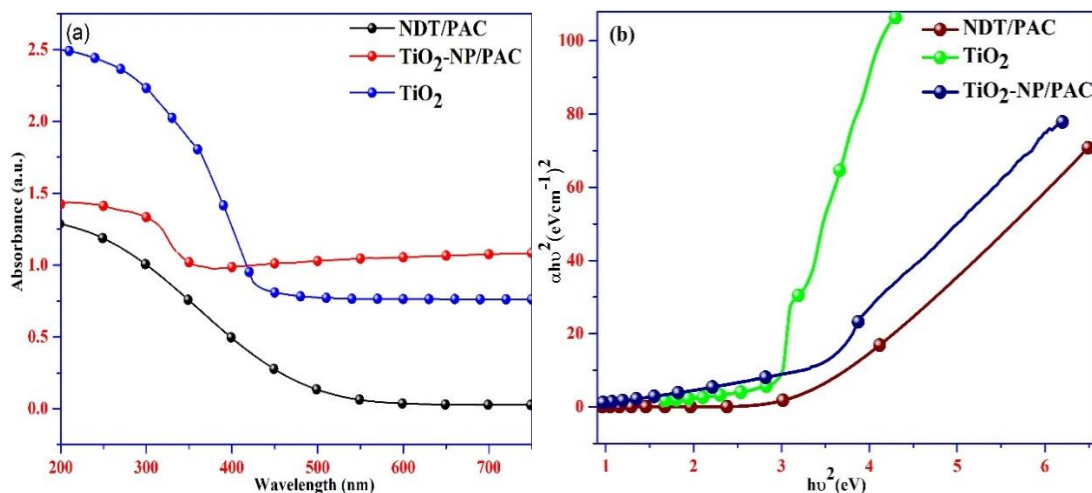 (a)
NDT/PAC
TiO2-NP/PAC
TiO2
2.5
2.0
1.5
1.0
0.5
0.0
Absorbance (a.u.)
200 300 400 500 600 700
Wavelength (nm)
(b)
NDT/PAC
TiO2
TiO2-NP/PAC
100
80
60
40
20
0
αhυ² (eVcm⁻¹)²
1 2 3 4 5 6
hυ²(eV)